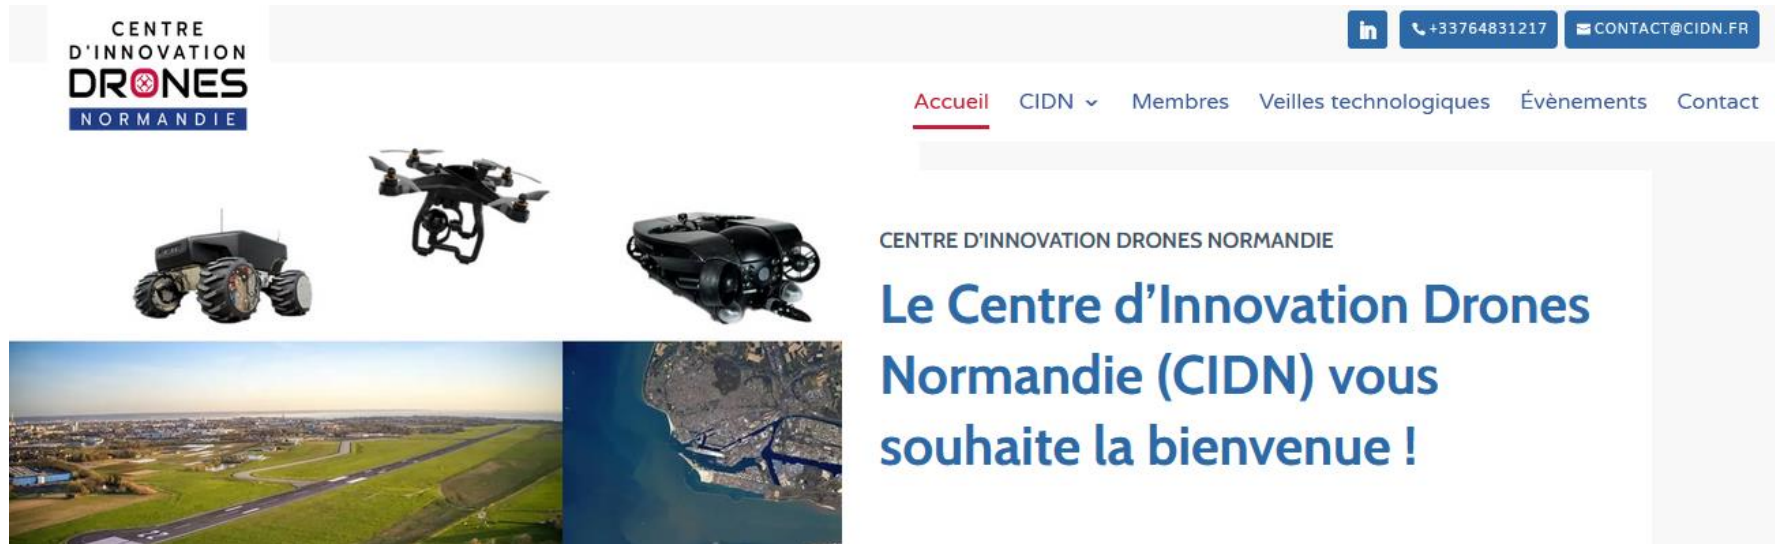 CENTRE
D'INNOVATION
DRONES
NORMANDIE
in
+33764831217
CONTACT@CIDN.FR
Accueil
CIDN
Membres
Veilles technologiques
Évènements
Contact
CENTRE D'INNOVATION DRONES NORMANDIE
Le Centre d’Innovation Drones
Normandie (CIDN) vous
souhaite la bienvenue !